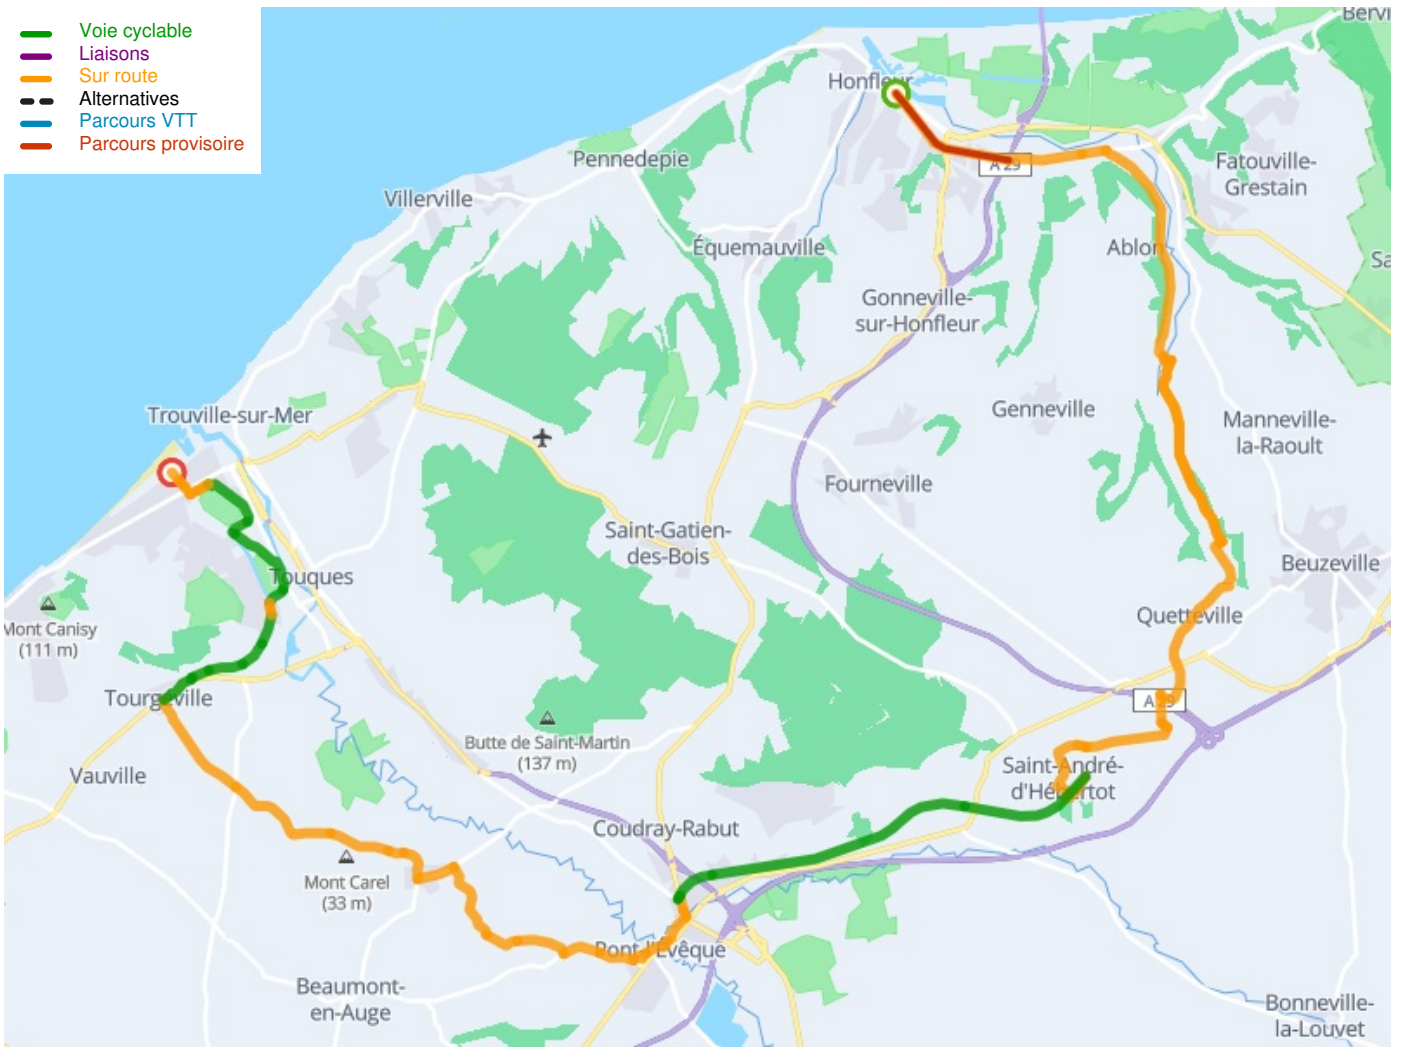 Voie cyclable
Liaisons
Sur route
Alternatives
Parcours VTT
Parcours provisoire
Bervi
Honfleur
Pennedepie
A 29
Fatouville-
Grestain
Villerville
Équemauville
Ablon
Sa
Gonneville-
sur-Honfleur
Trouville-sur-Mer
Genneville
Manneville-
la-Raoult
Fourneville
Saint-Gatien-
des-Bois
Beuzeville
Touques
Mont Canisy
(111 m)
Quetteville
Tourgéville
A 29
Butte de Saint-Martin
(137 m)
Vauville
Saint-André-
d'Hébertot
Coudray-Rabut
Mont Carel
(33 m)
Pont-l'Évêque
Beaumont-
en-Auge
Bonneville-
la-Louvet